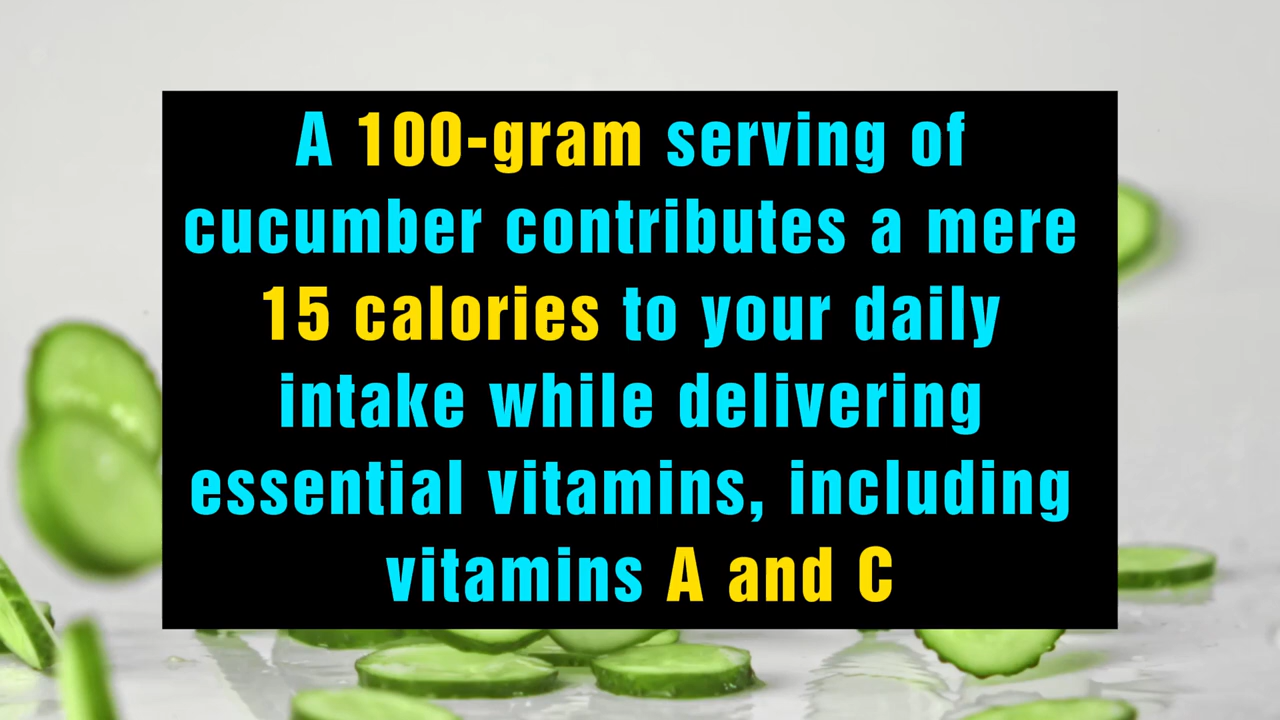 A 100-gram serving of
cucumber contributes a mere
15 calories to your daily
intake while delivering
essential vitamins, including
vitamins A and C